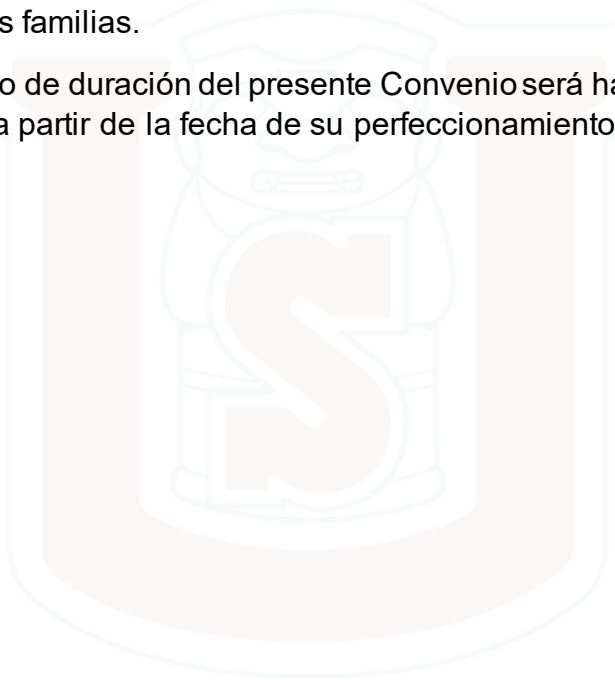 s familias.
o de duración del presente Convenio será ha
a partir de la fecha de su perfeccionamiento